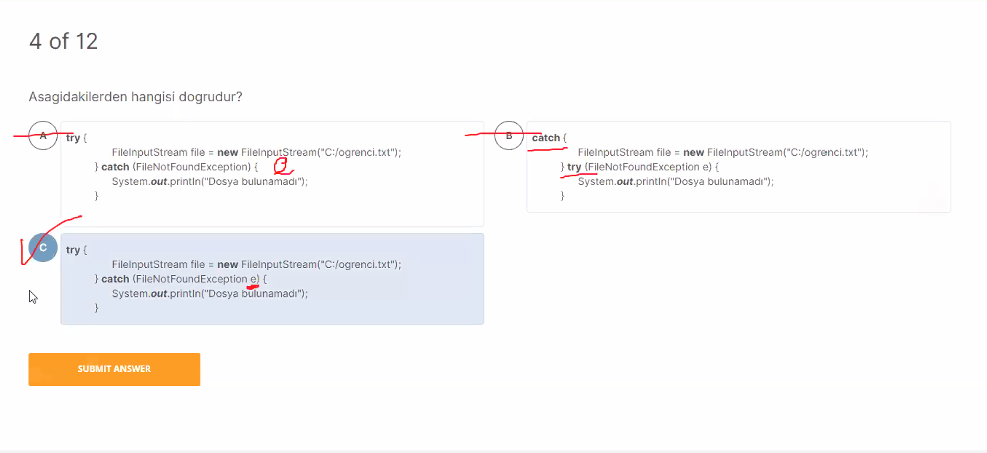 4 of 12
Asagidakilerden hangisi dogrudur?
A
try {
FileInputStream file = new FileInputStream("C:/ogrenci.txt");
} catch (FileNotFoundException) {
e
System.out.println("Dosya bulunamadı");
}
B
catch {
FileInputStream file = new FileInputStream("C:/ogrenci.txt");
} try (FileNotFoundException e) {
System.out.println("Dosya bulunamadı");
}
C
try {
FileInputStream file = new FileInputStream("C:/ogrenci.txt");
} catch (FileNotFoundException e) {
System.out.println("Dosya bulunamadı");
}
SUBMIT ANSWER